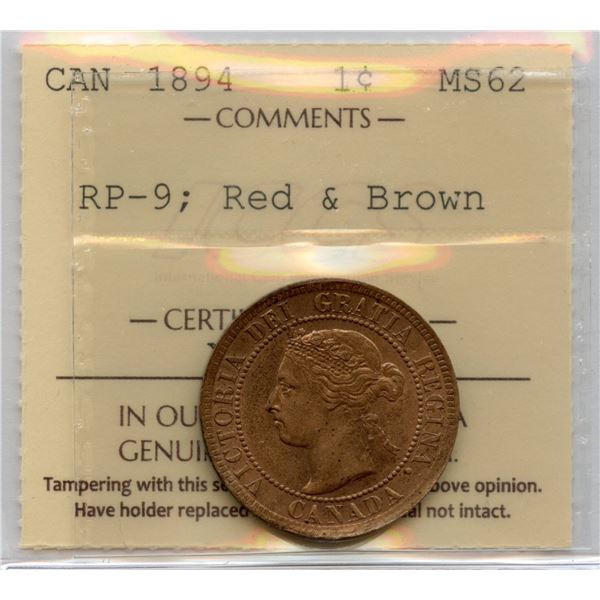 CAN 1894 1¢ MS62
— COMMENTS —
RP-9; Red & Brown
— CERTI —
IN OU A
GENUI .
Tampering with this se bove opinion.
Have holder replaced al not intact.
VICTORIA DEI GRATIA REGINA.
CANADA